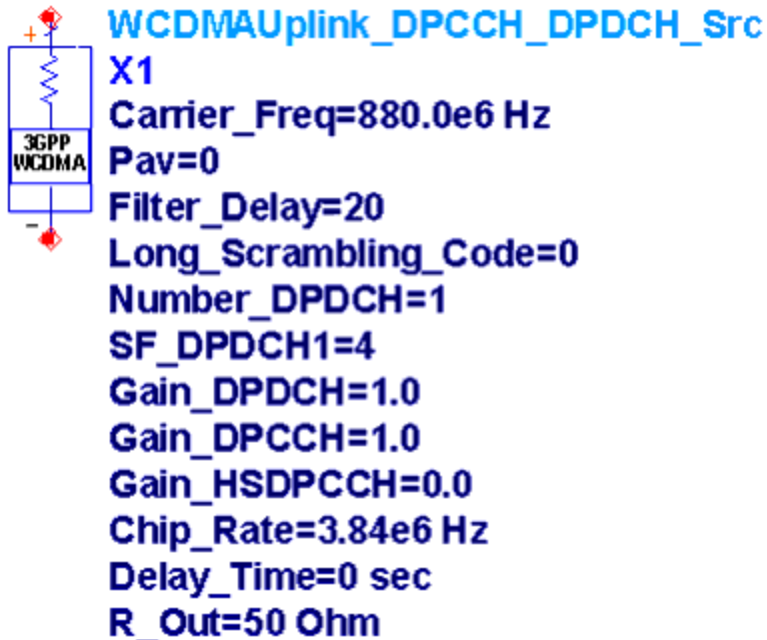 WCDMAUplink_DPCCH_DPDCH_Src
X1
Carrier_Freq=880.0e6 Hz
Pav=0
Filter_Delay=20
Long_Scrambling_Code=0
Number_DPDCH=1
SF_DPDCH1=4
Gain_DPDCH=1.0
Gain_DPCCH=1.0
Gain_HSDPCCH=0.0
Chip_Rate=3.84e6 Hz
Delay_Time=0 sec
R_Out=50 Ohm
+
3GPP
WCDMA
−